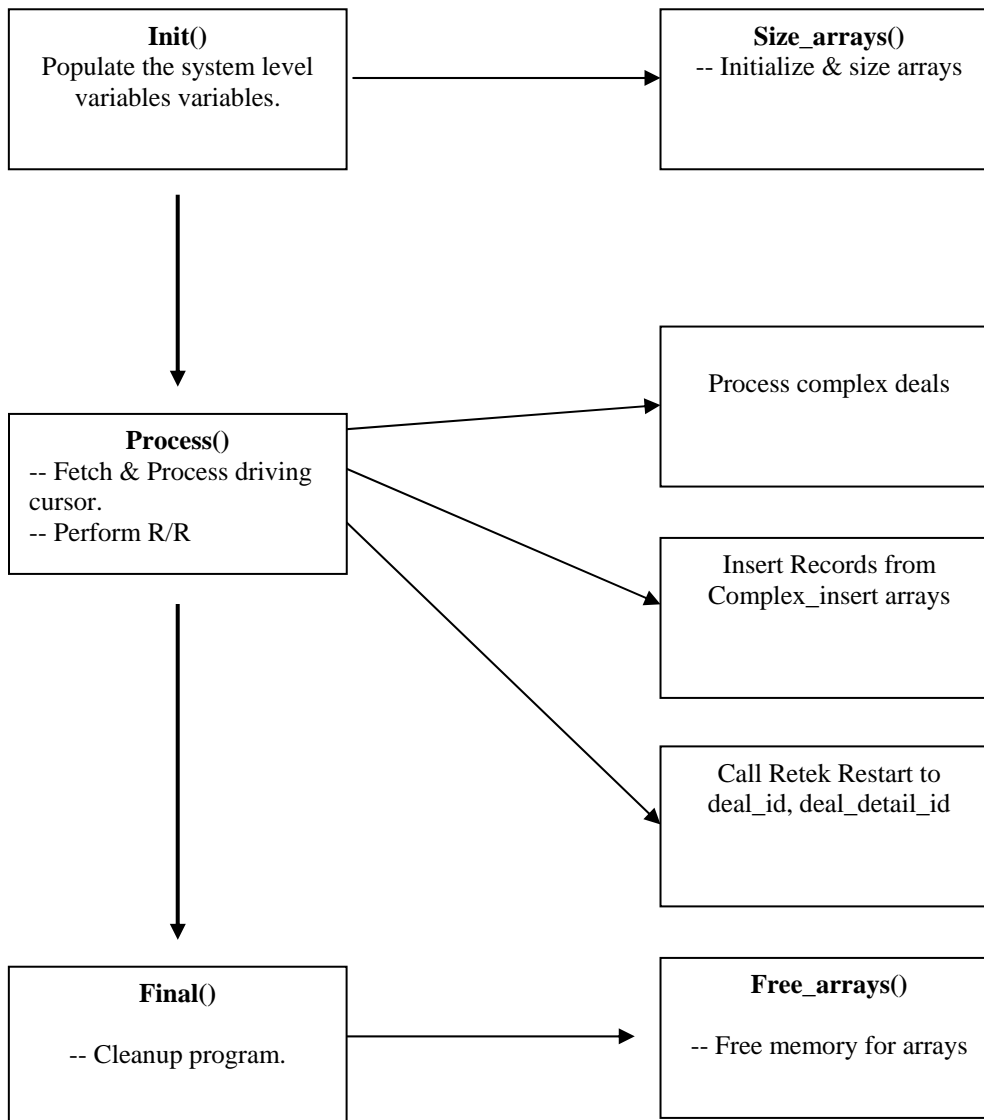 Init()
Populate the system level
variables variables.
Size_arrays()
-- Initialize & size arrays
Process complex deals
Process()
-- Fetch & Process driving
cursor.
-- Perform R/R
Insert Records from
Complex_insert arrays
Call Retek Restart to
deal_id, deal_detail_id
Final()
-- Cleanup program.
Free_arrays()
-- Free memory for arrays